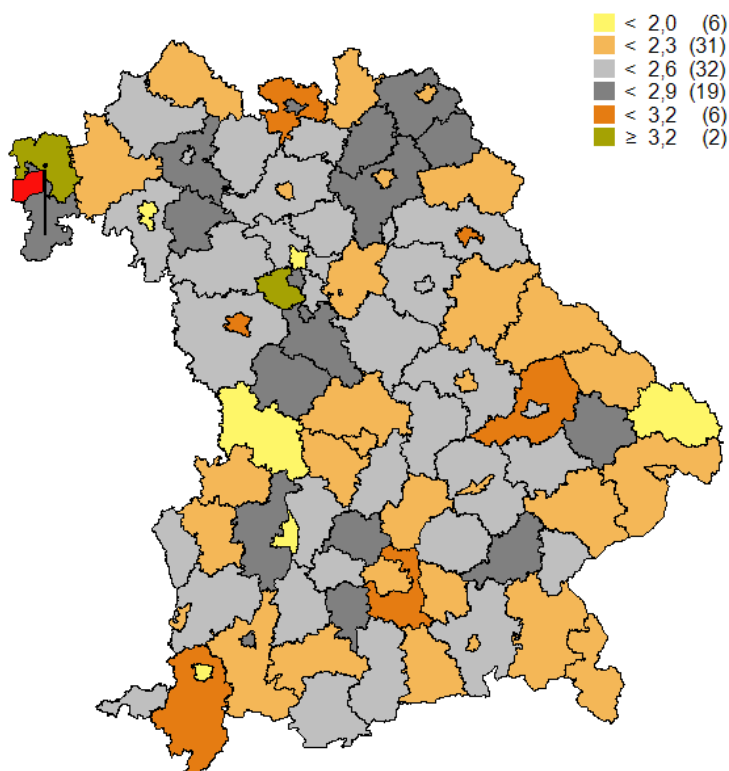 < 2,0 (6)
< 2,3 (31)
< 2,6 (32)
< 2,9 (19)
< 3,2 (6)
≥ 3,2 (2)